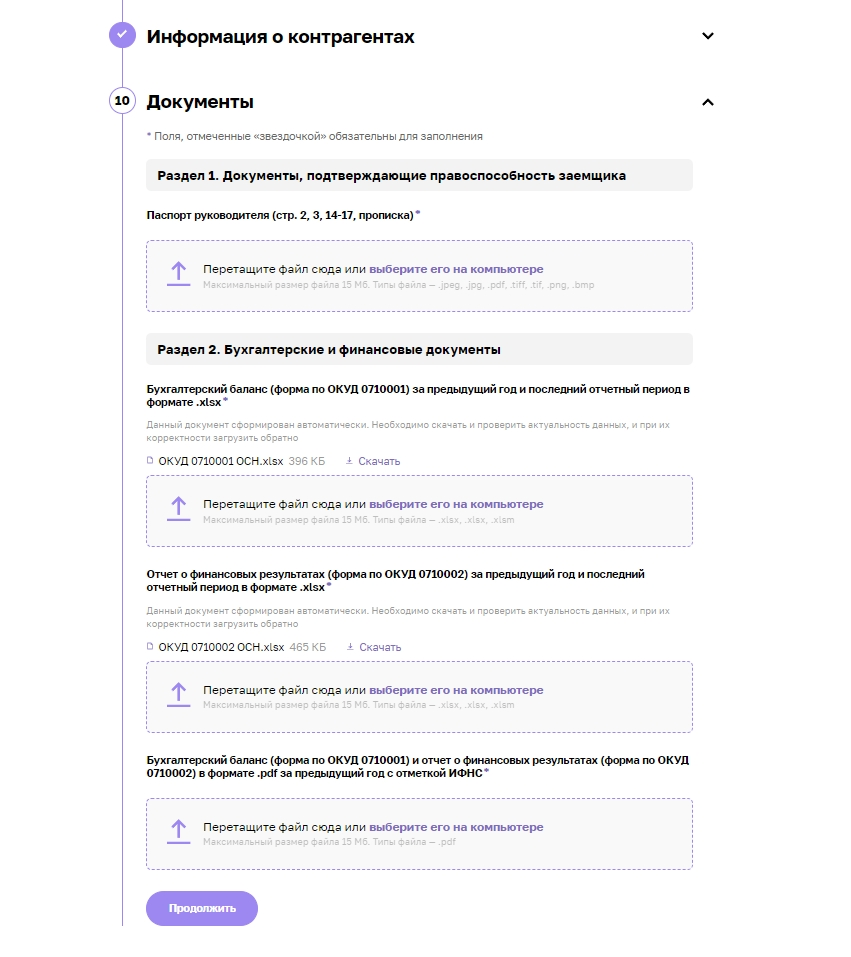 Информация о контрагентах
10 Документы
* Поля, отмеченные «звездочкой» обязательны для заполнения
Раздел 1. Документы, подтверждающие правоспособность заемщика
Паспорт руководителя (стр. 2, 3, 14-17, прописка)*
Перетащите файл сюда или выберите его на компьютере
Максимальный размер файла 15 Мб. Типы файла — .jpeg, .jpg, .pdf, .tiff, .tif, .png, .bmp
Раздел 2. Бухгалтерские и финансовые документы
Бухгалтерский баланс (форма по ОКУД 0710001) за предыдущий год и последний отчетный период в
формате .xlsx*
Данный документ сформирован автоматически. Необходимо скачать и проверить актуальность данных, и при их
корректности загрузить обратно
ОКУД 0710001 ОСН.xlsx 396 КБ Скачать
Перетащите файл сюда или выберите его на компьютере
Максимальный размер файла 15 Мб. Типы файла — .xlsx, .xlsx, .xlsm
Отчет о финансовых результатах (форма по ОКУД 0710002) за предыдущий год и последний
отчетный период в формате .xlsx*
Данный документ сформирован автоматически. Необходимо скачать и проверить актуальность данных, и при их
корректности загрузить обратно
ОКУД 0710002 ОСН.xlsx 465 КБ Скачать
Перетащите файл сюда или выберите его на компьютере
Максимальный размер файла 15 Мб. Типы файла — .xlsx, .xlsx, .xlsm
Бухгалтерский баланс (форма по ОКУД 0710001) и отчет о финансовых результатах (форма по ОКУД
0710002) в формате .pdf за предыдущий год с отметкой ИФНС*
Перетащите файл сюда или выберите его на компьютере
Максимальный размер файла 15 Мб. Типы файла — .pdf
Продолжить